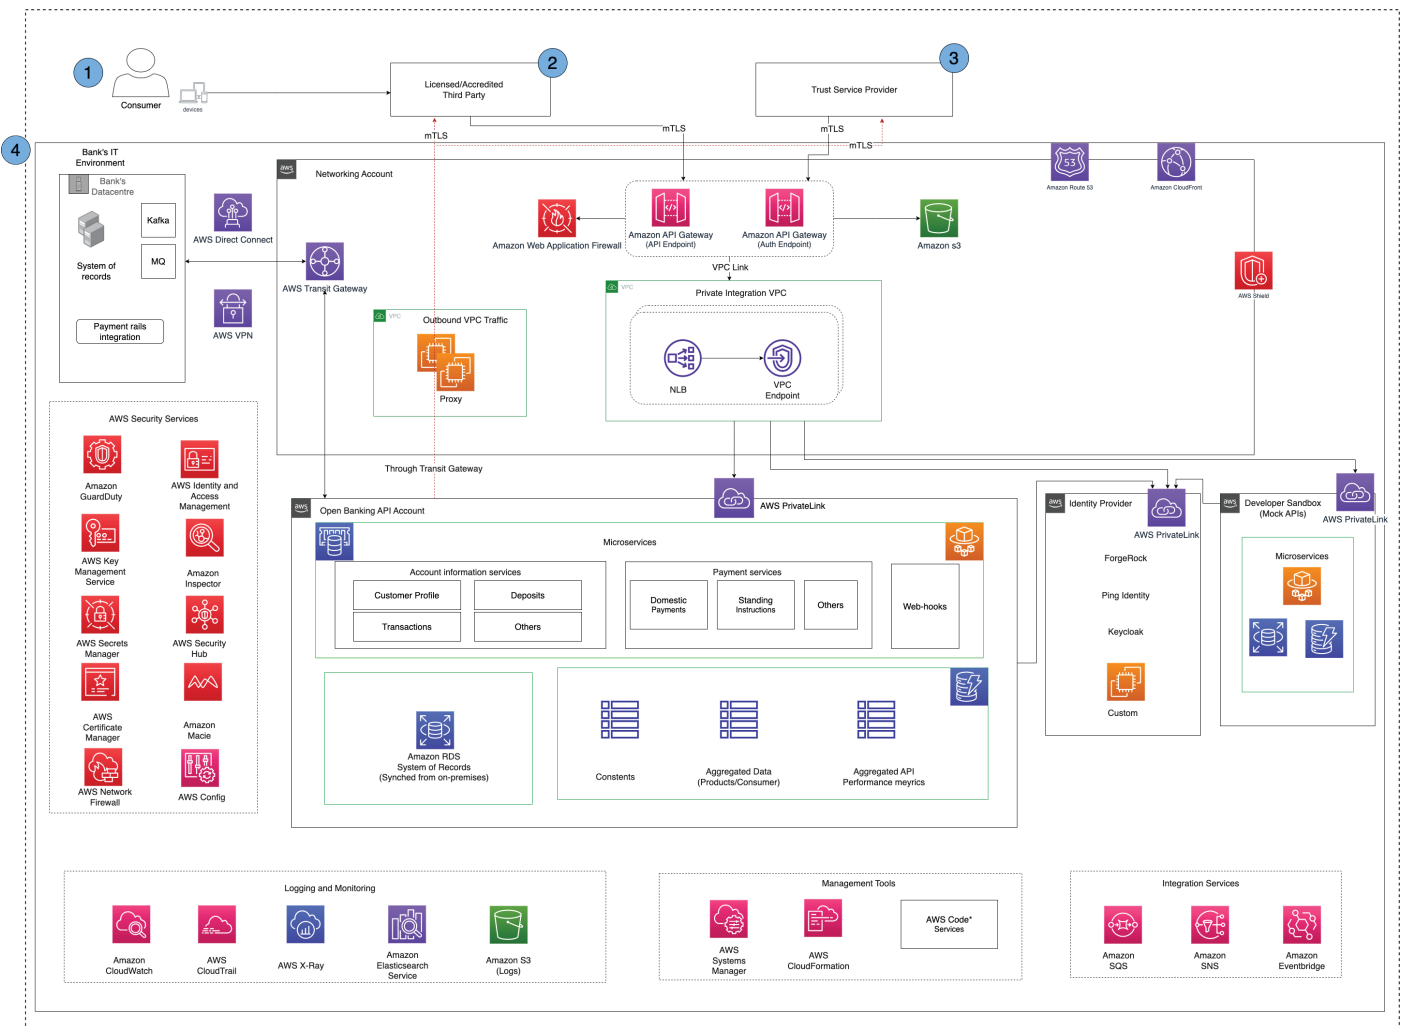 1
Consumer
devices
2
Licensed/Accredited
Third Party
3
Trust Service Provider
mTLS
mTLS
mTLS
mTLS
4
Bank's IT
Environment
Bank's
Datacentre
System of
records
Kafka
MQ
Payment rails
integration
AWS Direct Connect
AWS VPN
aws
Networking Account
AWS Transit Gateway
Amazon Web Application Firewall
Amazon API Gateway
(API Endpoint)
Amazon API Gateway
(Auth Endpoint)
Amazon s3
53
Amazon Route 53
Amazon CloudFront
AWS Shield
VPC Link
VPC
Private Integration VPC
NLB
VPC
Endpoint
VPC
Outbound VPC Traffic
Proxy
Through Transit Gateway
AWS Security Services
Amazon
GuardDuty
AWS Identity and
Access
Management
AWS Key
Management
Service
Amazon
Inspector
AWS Secrets
Manager
AWS Security
Hub
AWS
Certificate
Manager
Amazon
Macie
AWS Network
Firewall
AWS Config
aws
Open Banking API Account
AWS PrivateLink
Microservices
Account information services
Customer Profile
Deposits
Transactions
Others
Payment services
Domestic
Payments
Standing
Instructions
Others
Web-hooks
Amazon RDS
System of Records
(Synched from on-premises)
Constents
Aggregated Data
(Products/Consumer)
Aggregated API
Performance meyrics
aws
Identity Provider
AWS PrivateLink
ForgeRock
Ping Identity
Keycloak
Custom
aws
Developer Sandbox
(Mock APIs)
AWS PrivateLink
Microservices
Logging and Monitoring
Amazon
CloudWatch
AWS
CloudTrail
AWS X-Ray
Amazon
Elasticsearch
Service
Amazon S3
(Logs)
Management Tools
AWS
Systems
Manager
AWS
CloudFormation
AWS Code*
Services
Integration Services
Amazon
SQS
Amazon
SNS
Amazon
Eventbridge